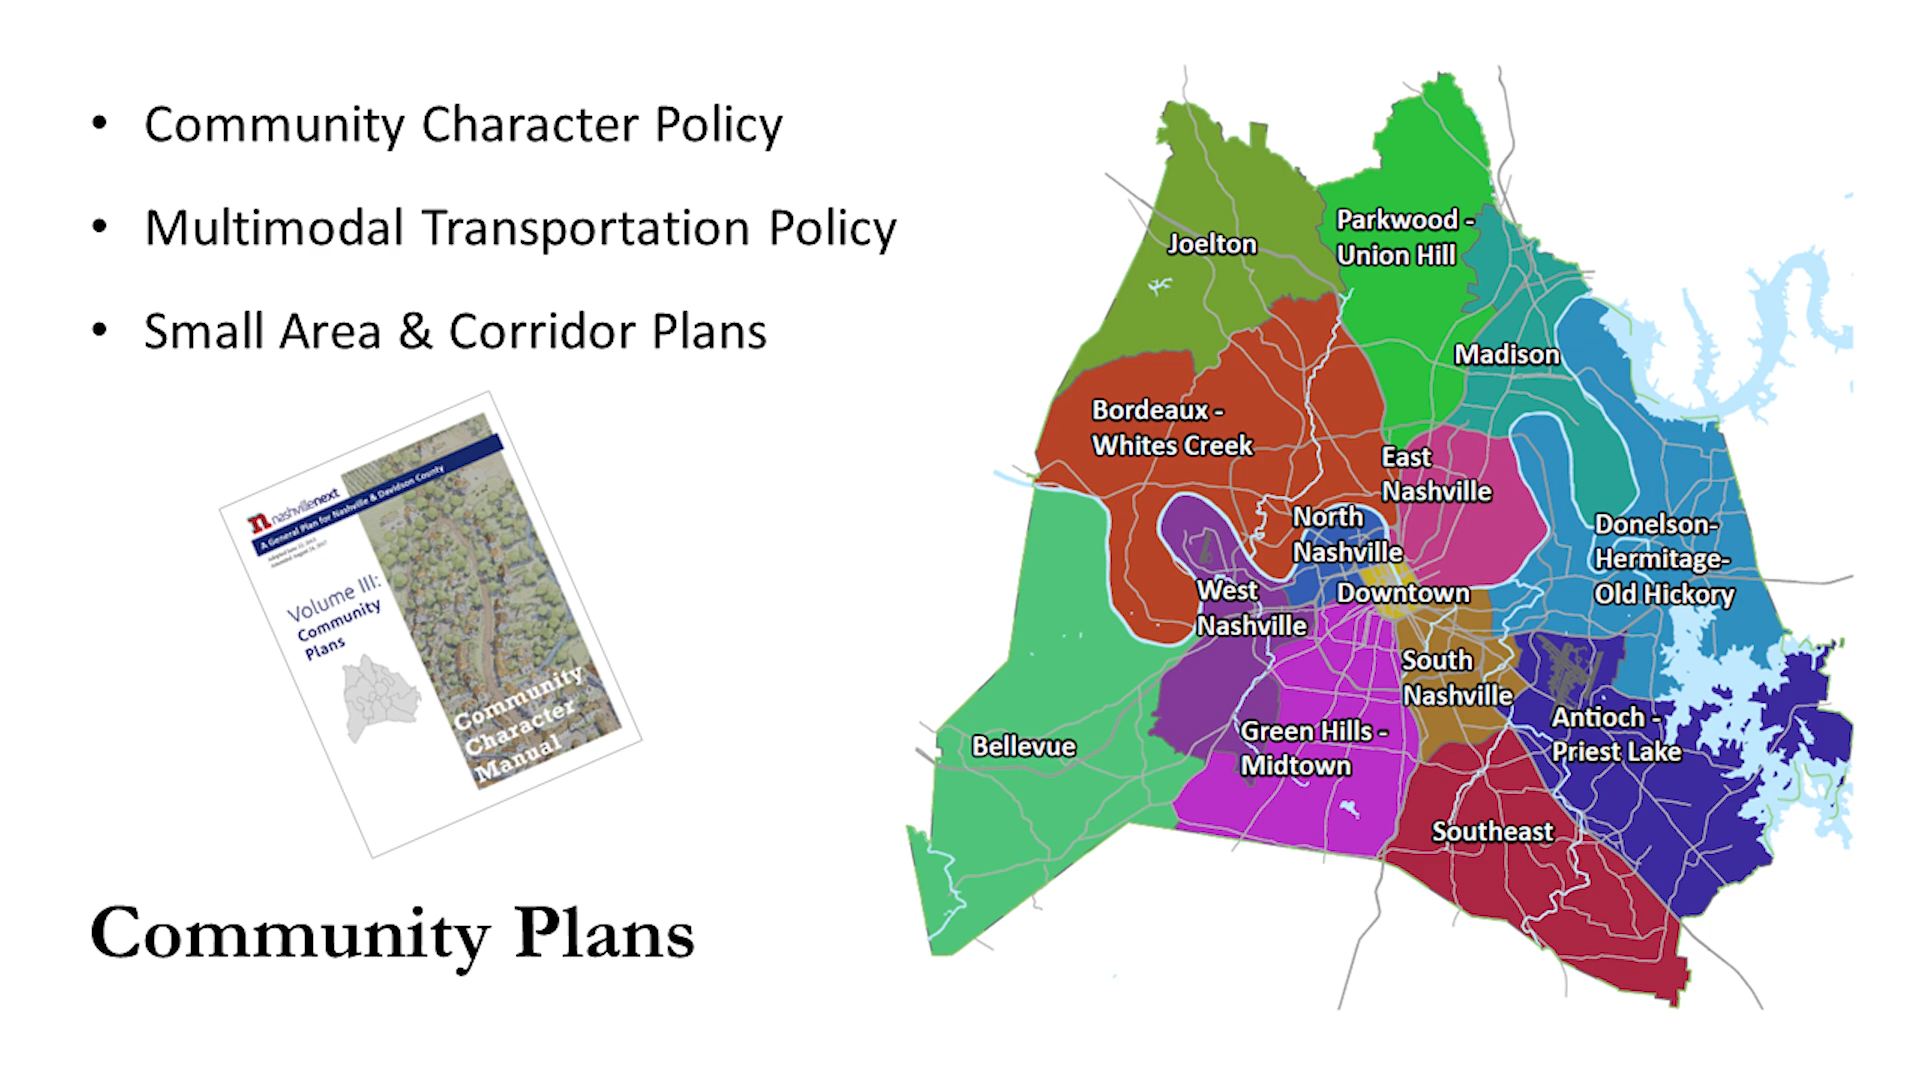 • Community Character Policy
• Multimodal Transportation Policy
• Small Area & Corridor Plans
nashvillenext
A General Plan for Nashville & Davidson County
Volume III:
Community
Plans
Community
Character
Manual
Community Plans
Joelton
Parkwood -
Union Hill
Madison
Bordeaux -
Whites Creek
East
Nashville
North
Nashville
Donelson-
Hermitage-
Old Hickory
West
Nashville
Downtown
South
Nashville
Antioch -
Priest Lake
Bellevue
Green Hills -
Midtown
Southeast